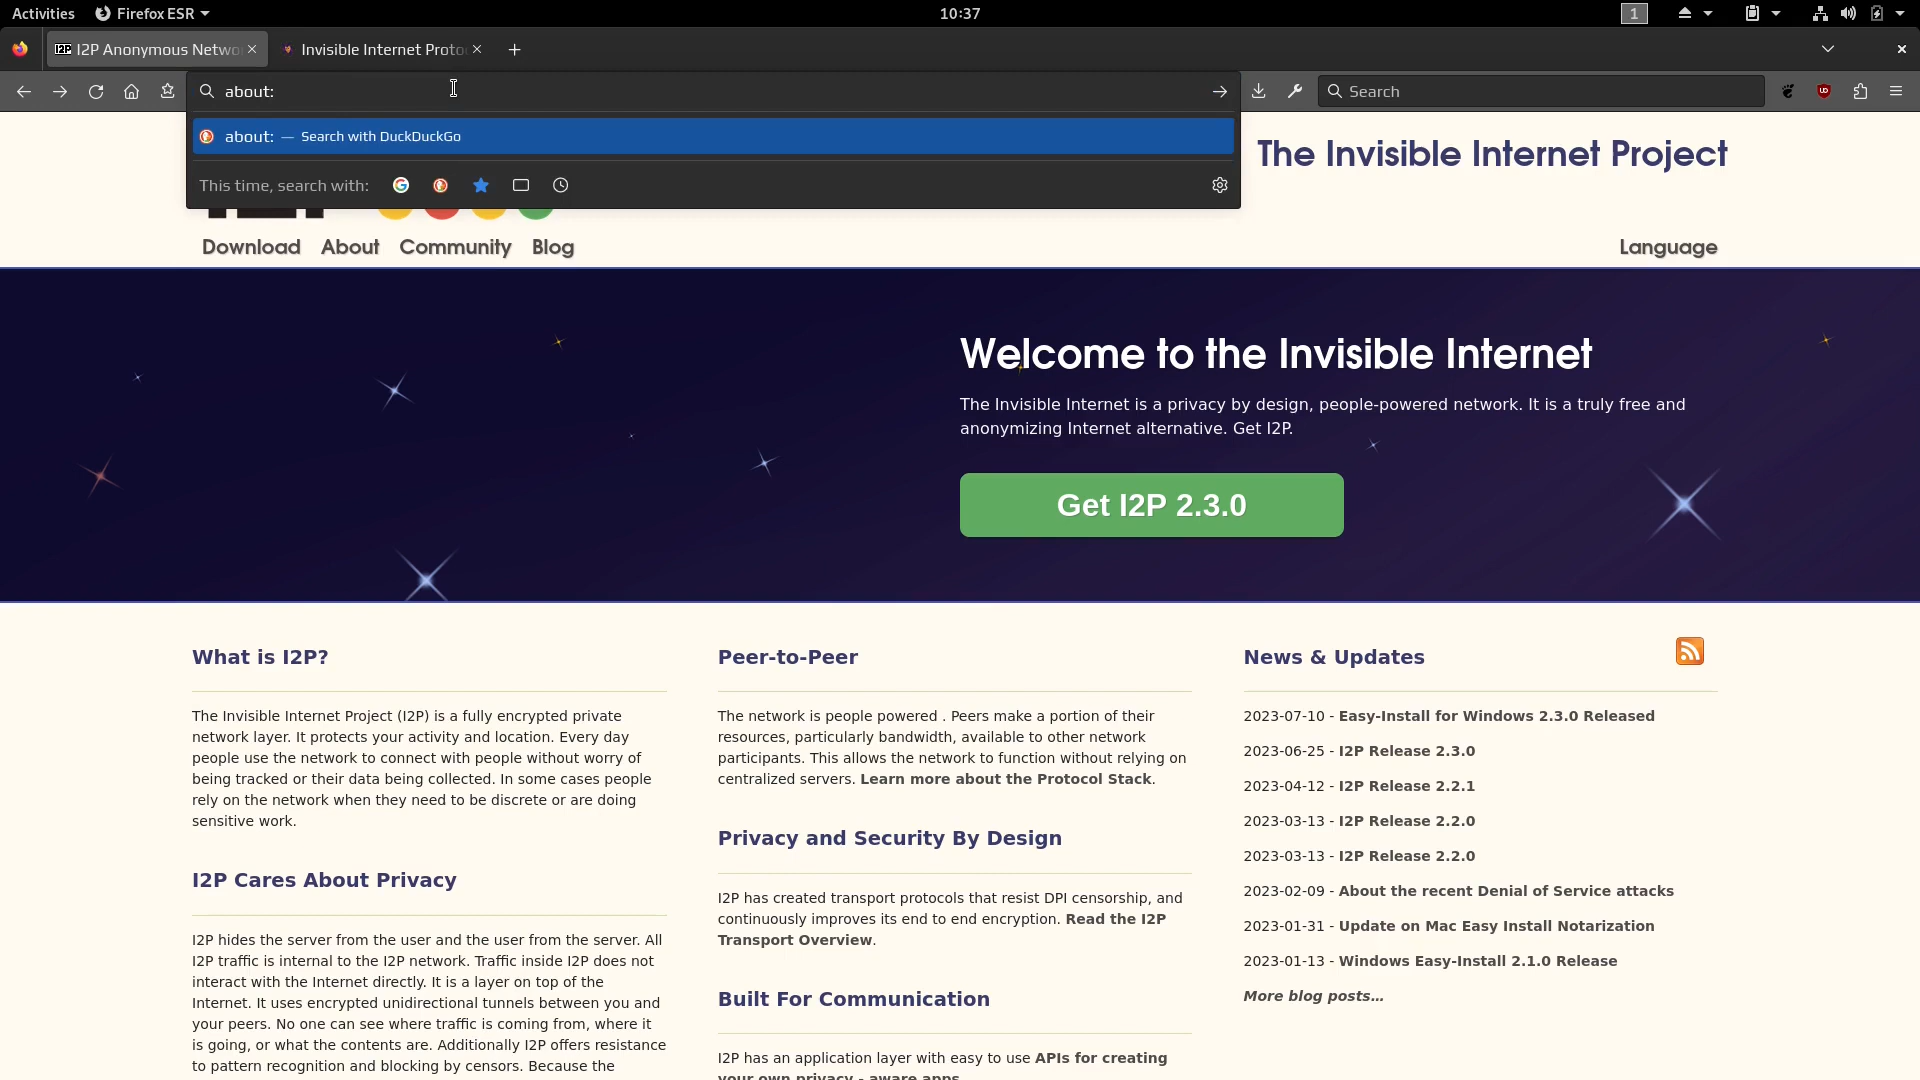 Activities Firefox ESR 10:37 1
I2P Anonymous Netwo Invisible Internet Proto
about: Search
about: — Search with DuckDuckGo
This time, search with:
The Invisible Internet Project
Download About Community Blog Language
Welcome to the Invisible Internet
The Invisible Internet is a privacy by design, people-powered network. It is a truly free and
anonymizing Internet alternative. Get I2P.
Get I2P 2.3.0
What is I2P?
The Invisible Internet Project (I2P) is a fully encrypted private
network layer. It protects your activity and location. Every day
people use the network to connect with people without worry of
being tracked or their data being collected. In some cases people
rely on the network when they need to be discrete or are doing
sensitive work.
I2P Cares About Privacy
I2P hides the server from the user and the user from the server. All
I2P traffic is internal to the I2P network. Traffic inside I2P does not
interact with the Internet directly. It is a layer on top of the
Internet. It uses encrypted unidirectional tunnels between you and
your peers. No one can see where traffic is coming from, where it
is going, or what the contents are. Additionally I2P offers resistance
to pattern recognition and blocking by censors. Because the
Peer-to-Peer
The network is people powered . Peers make a portion of their
resources, particularly bandwidth, available to other network
participants. This allows the network to function without relying on
centralized servers. Learn more about the Protocol Stack.
Privacy and Security By Design
I2P has created transport protocols that resist DPI censorship, and
continuously improves its end to end encryption. Read the I2P
Transport Overview.
Built For Communication
I2P has an application layer with easy to use APIs for creating
your own privacy - aware apps.
News & Updates
2023-07-10 - Easy-Install for Windows 2.3.0 Released
2023-06-25 - I2P Release 2.3.0
2023-04-12 - I2P Release 2.2.1
2023-03-13 - I2P Release 2.2.0
2023-03-13 - I2P Release 2.2.0
2023-02-09 - About the recent Denial of Service attacks
2023-01-31 - Update on Mac Easy Install Notarization
2023-01-13 - Windows Easy-Install 2.1.0 Release
More blog posts…